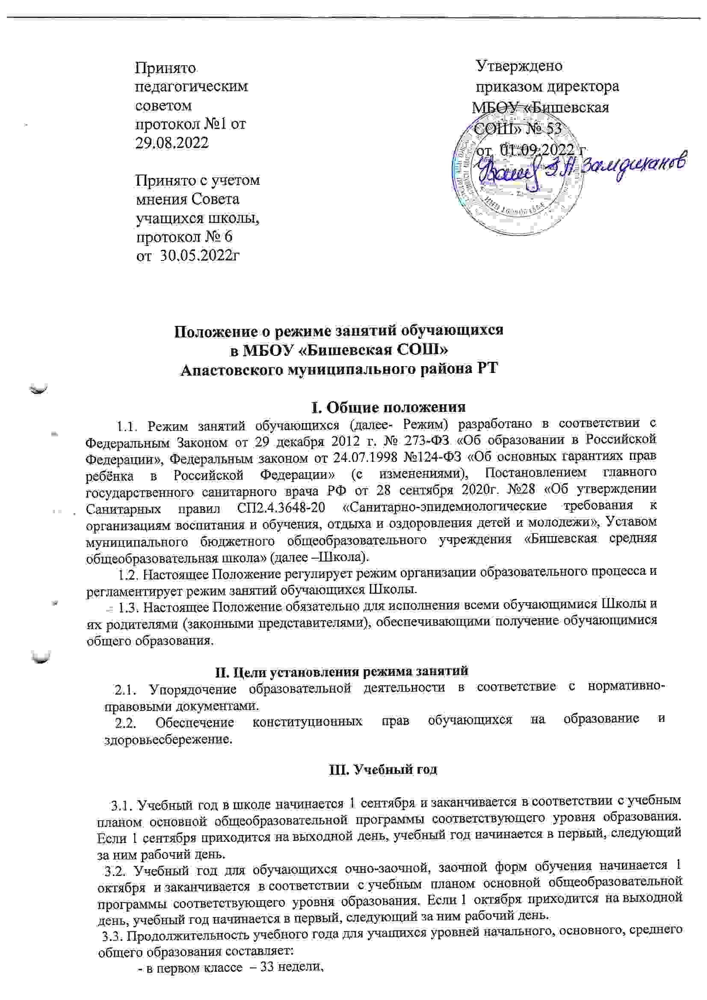 Принято
педагогическим
советом
протокол №1 от
29.08.2022
Принято с учетом
мнения Совета
учащихся школы,
протокол № 6
от 30.05.2022г
Утверждено
приказом директора
МБОУ «Бишевская
СОШ» № 53
от 01.09.2022 г
Положение о режиме занятий обучающихся
в МБОУ «Бишевская СОШ»
Апастовского муниципального района РТ
I. Общие положения
1.1. Режим занятий обучающихся (далее- Режим) разработано в соответствии с
Федеральным Законом от 29 декабря 2012 г. № 273-ФЗ «Об образовании в Российской
Федерации», Федеральным законом от 24.07.1998 №124-ФЗ «Об основных гарантиях прав
ребёнка в Российской Федерации» (с изменениями), Постановлением главного
государственного санитарного врача РФ от 28 сентября 2020г. №28 «Об утверждении
Санитарных правил СП2.4.3648-20 «Санитарно-эпидемиологические требования к
организациям воспитания и обучения, отдыха и оздоровления детей и молодежи», Уставом
муниципального бюджетного общеобразовательного учреждения «Бишевская средняя
общеобразовательная школа» (далее –Школа).
1.2. Настоящее Положение регулирует режим организации образовательного процесса и
регламентирует режим занятий обучающихся Школы.
1.3. Настоящее Положение обязательно для исполнения всеми обучающимися Школы и
их родителями (законными представителями), обеспечивающими получение обучающимися
общего образования.
II. Цели установления режима занятий
2.1. Упорядочение образовательной деятельности в соответствие с нормативно-
правовыми документами.
2.2. Обеспечение конституционных прав обучающихся на образование и
здоровьесбережение.
III. Учебный год
3.1. Учебный год в школе начинается 1 сентября и заканчивается в соответствии с учебным
планом основной общеобразовательной программы соответствующего уровня образования.
Если 1 сентября приходится на выходной день, учебный год начинается в первый, следующий
за ним рабочий день.
3.2. Учебный год для обучающихся очно-заочной, заочной форм обучения начинается 1
октября и заканчивается в соответствии с учебным планом основной общеобразовательной
программы соответствующего уровня образования. Если 1 октября приходится на выходной
день, учебный год начинается в первый, следующий за ним рабочий день.
3.3. Продолжительность учебного года для учащихся уровней начального, основного, среднего
общего образования составляет:
- в первом классе – 33 недели,